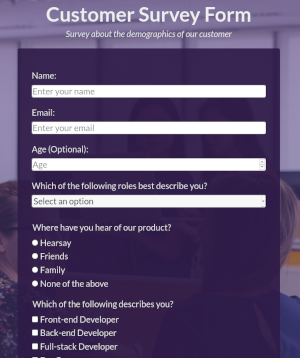 Customer Survey Form
Survey about the demographics of our customer
Name:
Enter your name
Email:
Enter your email
Age (Optional):
Age
Which of the following roles best describe you?
Select an option
Where have you hear of our product?
Hearsay
Friends
Family
None of the above
Which of the following describes you?
Front-end Developer
Back-end Developer
Full-stack Developer